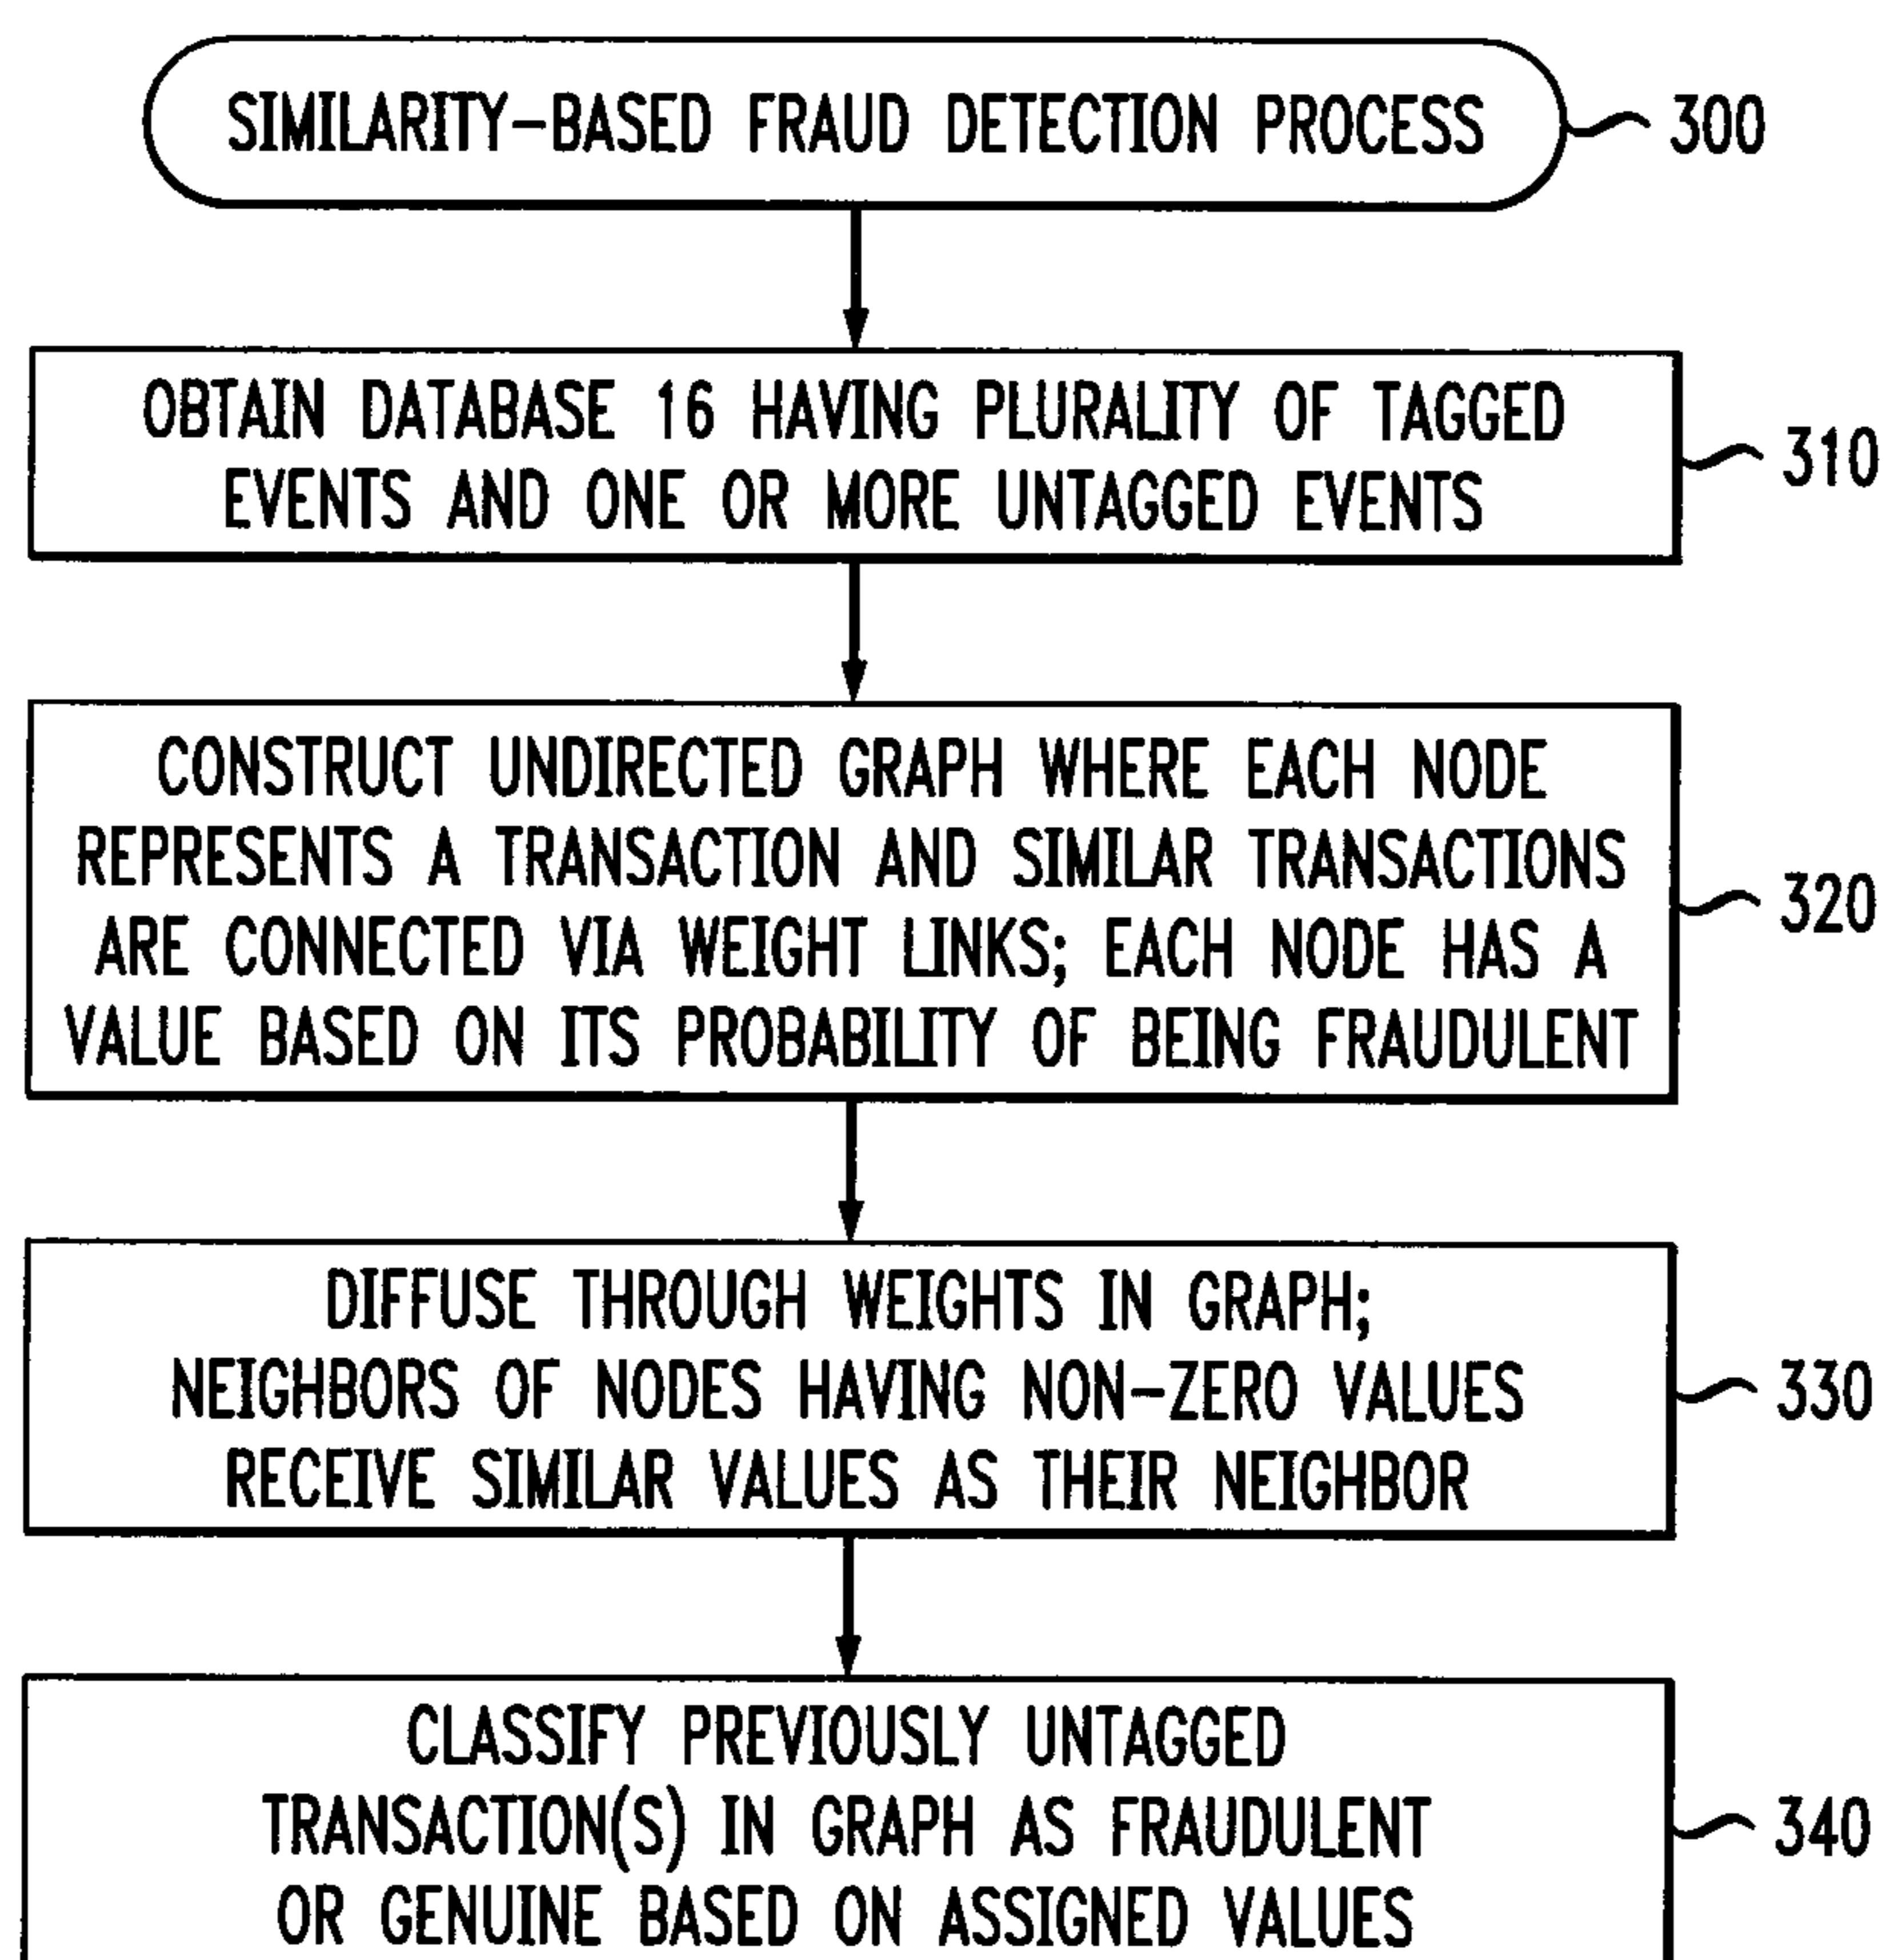 SIMILARITY-BASED FRAUD DETECTION PROCESS
300
OBTAIN DATABASE 16 HAVING PLURALITY OF TAGGED
EVENTS AND ONE OR MORE UNTAGGED EVENTS
310
CONSTRUCT UNDIRECTED GRAPH WHERE EACH NODE
REPRESENTS A TRANSACTION AND SIMILAR TRANSACTIONS
ARE CONNECTED VIA WEIGHT LINKS; EACH NODE HAS A
VALUE BASED ON ITS PROBABILITY OF BEING FRAUDULENT
320
DIFFUSE THROUGH WEIGHTS IN GRAPH;
NEIGHBORS OF NODES HAVING NON-ZERO VALUES
RECEIVE SIMILAR VALUES AS THEIR NEIGHBOR
330
CLASSIFY PREVIOUSLY UNTAGGED
TRANSACTION(S) IN GRAPH AS FRAUDULENT
OR GENUINE BASED ON ASSIGNED VALUES
340